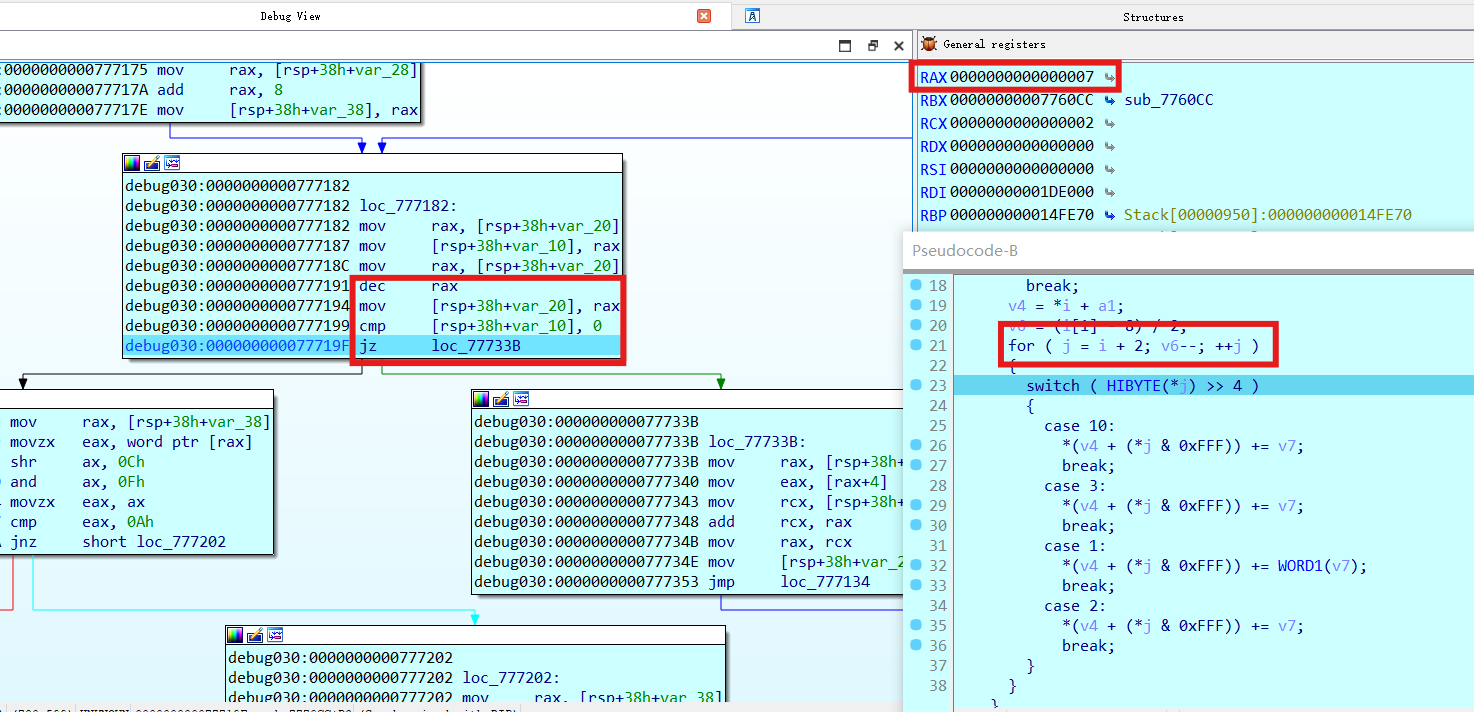 Debug View
Structures
General registers
:0000000000777175 mov rax, [rsp+38h+var_28]
:000000000077717A add rax, 8
:000000000077717E mov [rsp+38h+var_38], rax
RAX 0000000000000007
RBX 00000000007760CC sub_7760CC
RCX 0000000000000002
RDX 0000000000000000
RSI 0000000000000000
RDI 00000000001DE000
RBP 000000000014FE70 Stack[00000950]:000000000014FE70
debug030:0000000000777182
debug030:0000000000777182 loc_777182:
debug030:0000000000777182 mov rax, [rsp+38h+var_20]
debug030:0000000000777187 mov [rsp+38h+var_10], rax
debug030:000000000077718C mov rax, [rsp+38h+var_20]
debug030:0000000000777191 dec rax
debug030:0000000000777194 mov [rsp+38h+var_20], rax
debug030:0000000000777199 cmp [rsp+38h+var_10], 0
debug030:000000000077719F jz loc_77733B
Pseudocode-B
18 break;
19 v4 = *i + a1;
20 v6 = (i[1] - 8) / 2;
21 for ( j = i + 2; v6--; ++j )
22 {
23 switch ( HIBYTE(*j) >> 4 )
24 {
25 case 10:
26 *(v4 + (*j & 0xFFF)) += v7;
27 break;
28 case 3:
29 *(v4 + (*j & 0xFFF)) += v7;
30 break;
31 case 1:
32 *(v4 + (*j & 0xFFF)) += WORD1(v7);
33 break;
34 case 2:
35 *(v4 + (*j & 0xFFF)) += v7;
36 break;
37 }
38 }
}
mov rax, [rsp+38h+var_38]
movzx eax, word ptr [rax]
shr ax, 0Ch
and ax, 0Fh
movzx eax, ax
cmp eax, 0Ah
jnz short loc_777202
debug030:000000000077733B
debug030:000000000077733B loc_77733B:
debug030:000000000077733B mov rax, [rsp+38h+
debug030:0000000000777340 mov eax, [rax+4]
debug030:0000000000777343 mov rcx, [rsp+38h+
debug030:0000000000777348 add rcx, rax
debug030:000000000077734B mov rax, rcx
debug030:000000000077734E mov [rsp+38h+var_2
debug030:0000000000777353 jmp loc_777134
debug030:0000000000777202
debug030:0000000000777202 loc_777202:
debug030:0000000000777202 mov rax, [rsp+38h+var_38]